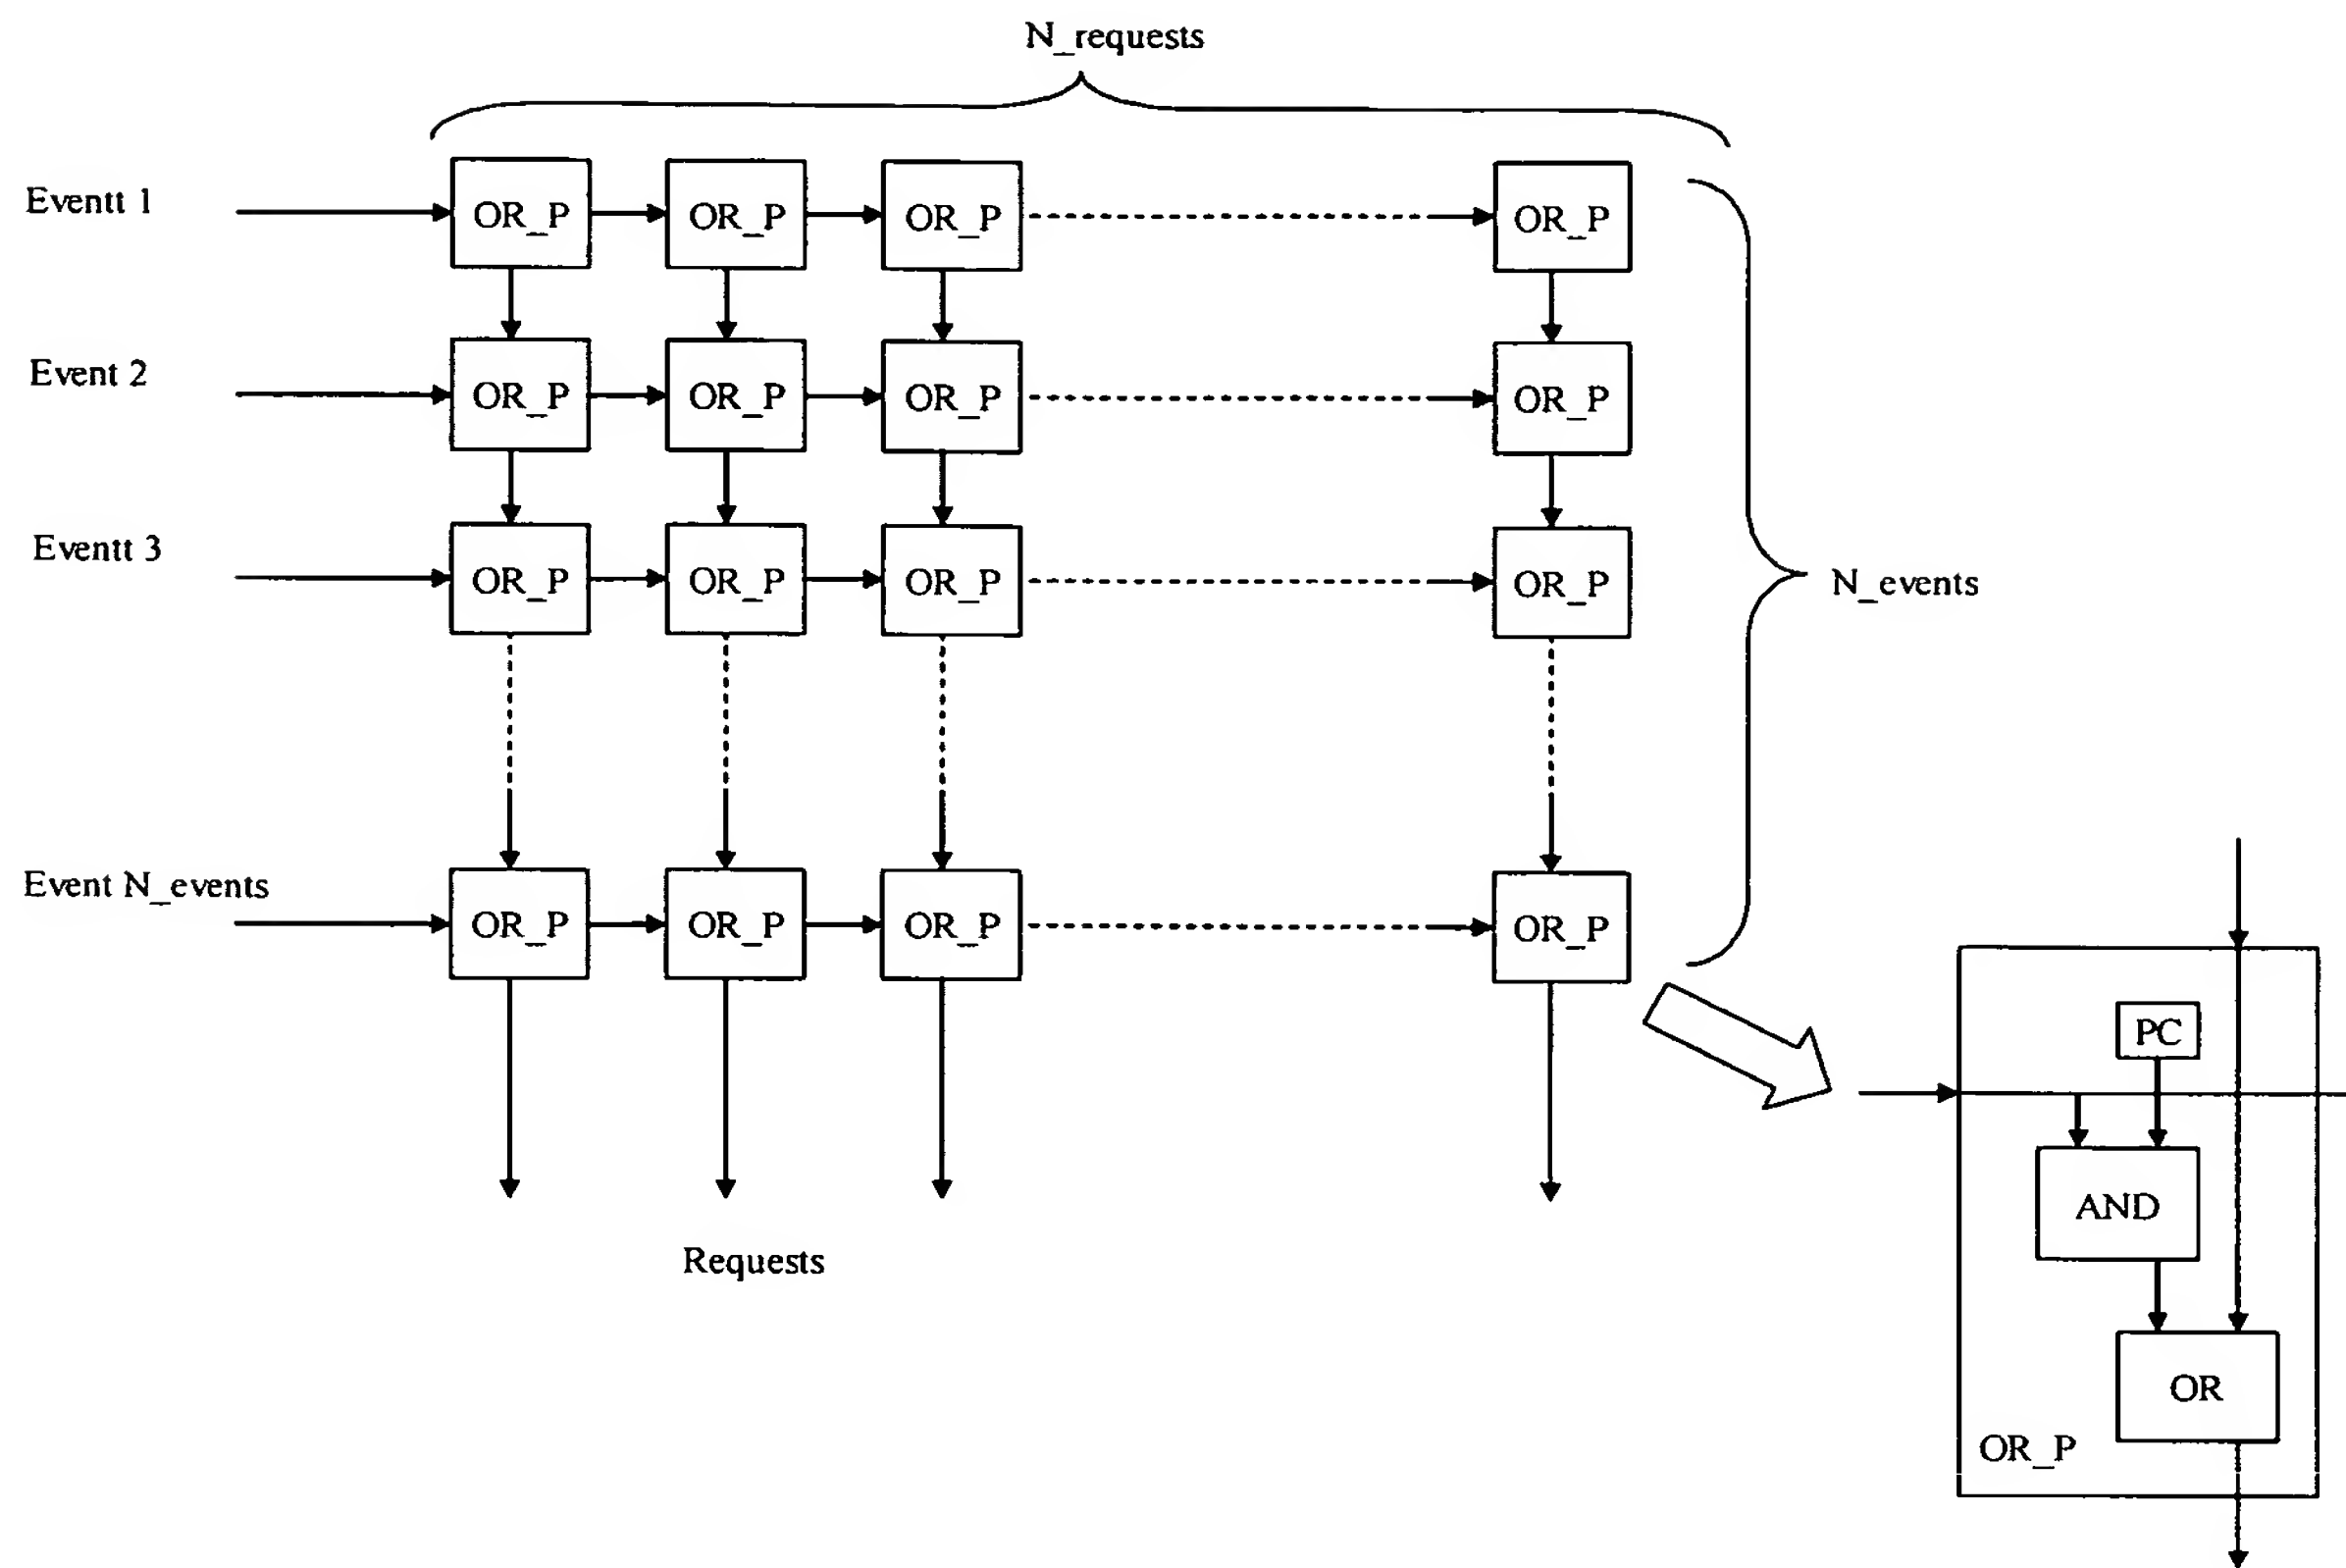 N_requests
Eventt 1
OR_P OR_P OR_P OR_P
Event 2
OR_P OR_P OR_P OR_P
Eventt 3
OR_P OR_P OR_P OR_P
N_events
Event N_events
OR_P OR_P OR_P OR_P
Requests
PC
AND
OR
OR_P